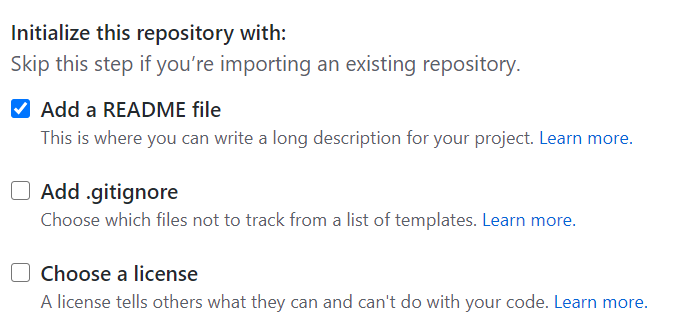 Initialize this repository with:
Skip this step if you’re importing an existing repository.
Add a README file
This is where you can write a long description for your project. Learn more.
Add .gitignore
Choose which files not to track from a list of templates. Learn more.
Choose a license
A license tells others what they can and can't do with your code. Learn more.